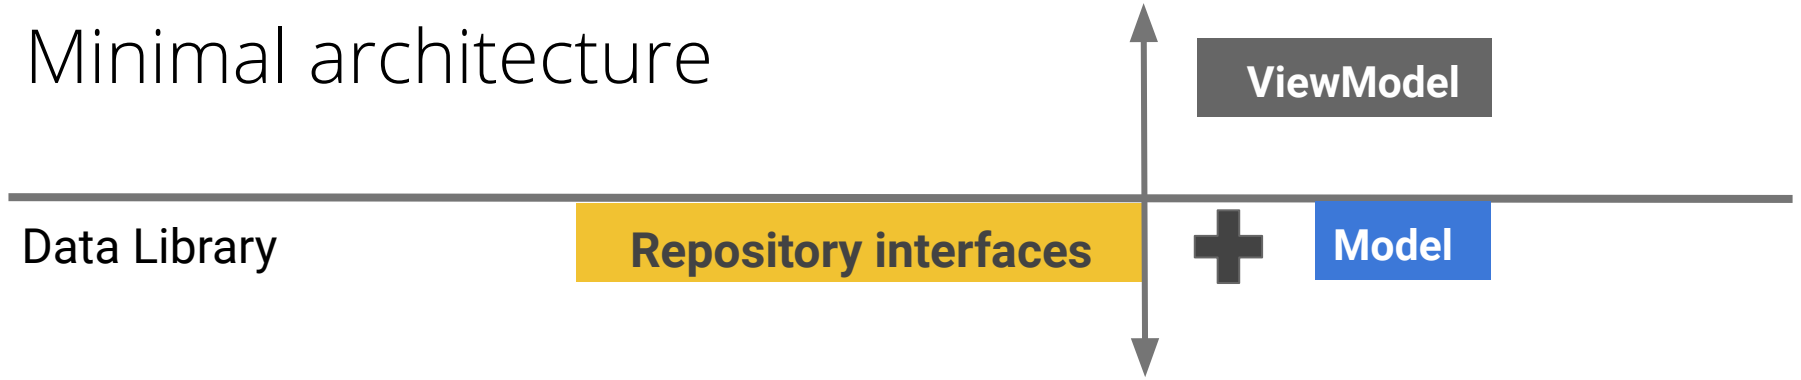 Minimal architecture
ViewModel
Data Library
Repository interfaces
Model